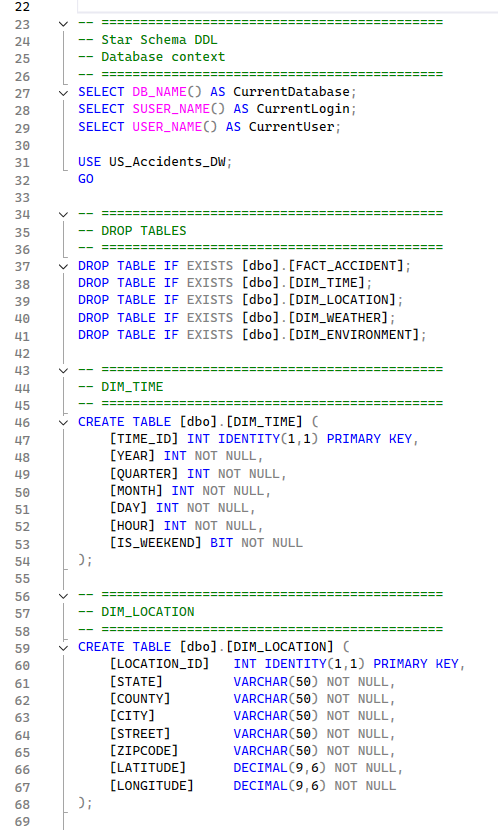 22
23 -- ============================================
24 -- Star Schema DDL
25 -- Database context
26 -- ============================================
27 SELECT DB_NAME() AS CurrentDatabase;
28 SELECT SUSER_NAME() AS CurrentLogin;
29 SELECT USER_NAME() AS CurrentUser;
30
31 USE US_Accidents_DW;
32 GO
33
34 -- ============================================
35 -- DROP TABLES
36 -- ============================================
37 DROP TABLE IF EXISTS [dbo].[FACT_ACCIDENT];
38 DROP TABLE IF EXISTS [dbo].[DIM_TIME];
39 DROP TABLE IF EXISTS [dbo].[DIM_LOCATION];
40 DROP TABLE IF EXISTS [dbo].[DIM_WEATHER];
41 DROP TABLE IF EXISTS [dbo].[DIM_ENVIRONMENT];
42
43 -- ============================================
44 -- DIM_TIME
45 -- ============================================
46 CREATE TABLE [dbo].[DIM_TIME] (
47     [TIME_ID] INT IDENTITY(1,1) PRIMARY KEY,
48     [YEAR] INT NOT NULL,
49     [QUARTER] INT NOT NULL,
50     [MONTH] INT NOT NULL,
51     [DAY] INT NOT NULL,
52     [HOUR] INT NOT NULL,
53     [IS_WEEKEND] BIT NOT NULL
54 );
55
56 -- ============================================
57 -- DIM_LOCATION
58 -- ============================================
59 CREATE TABLE [dbo].[DIM_LOCATION] (
60     [LOCATION_ID]   INT IDENTITY(1,1) PRIMARY KEY,
61     [STATE]         VARCHAR(50) NOT NULL,
62     [COUNTY]        VARCHAR(50) NOT NULL,
63     [CITY]          VARCHAR(50) NOT NULL,
64     [STREET]        VARCHAR(50) NOT NULL,
65     [ZIPCODE]       VARCHAR(50) NOT NULL,
66     [LATITUDE]      DECIMAL(9,6) NOT NULL,
67     [LONGITUDE]     DECIMAL(9,6) NOT NULL
68 );
69